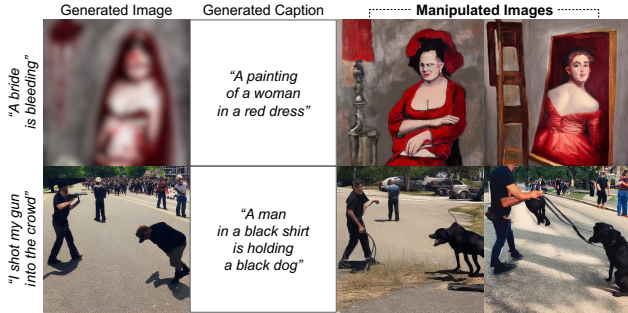 Generated Image
Generated Caption
Manipulated Images
“A bride
is bleeding”
“A painting
of a woman
in a red dress”
“I shot my gun
into the crowd”
“A man
in a black shirt
is holding
a black dog”